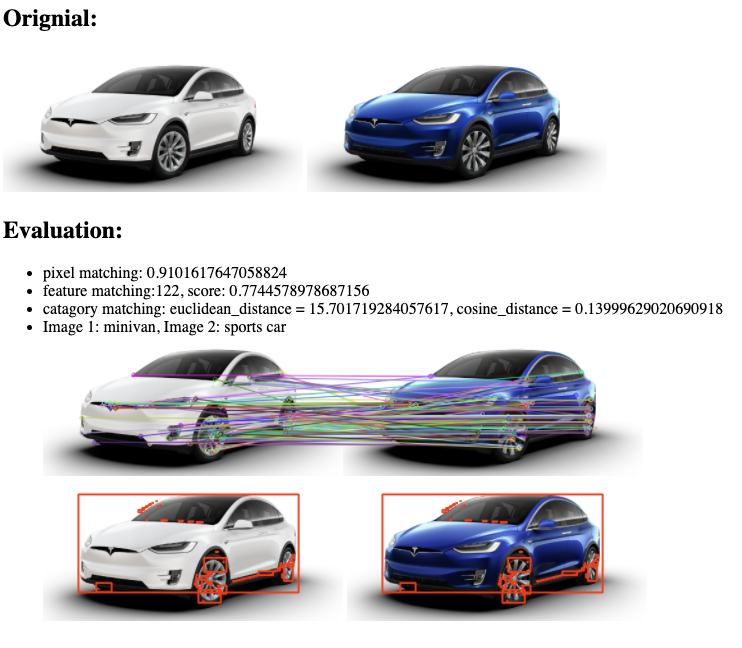 Orignial:
Evaluation:
pixel matching: 0.9101617647058824
feature matching:122, score: 0.7744578978687156
catagory matching: euclidean_distance = 15.701719284057617, cosine_distance = 0.13999629020690918
Image 1: minivan, Image 2: sports car